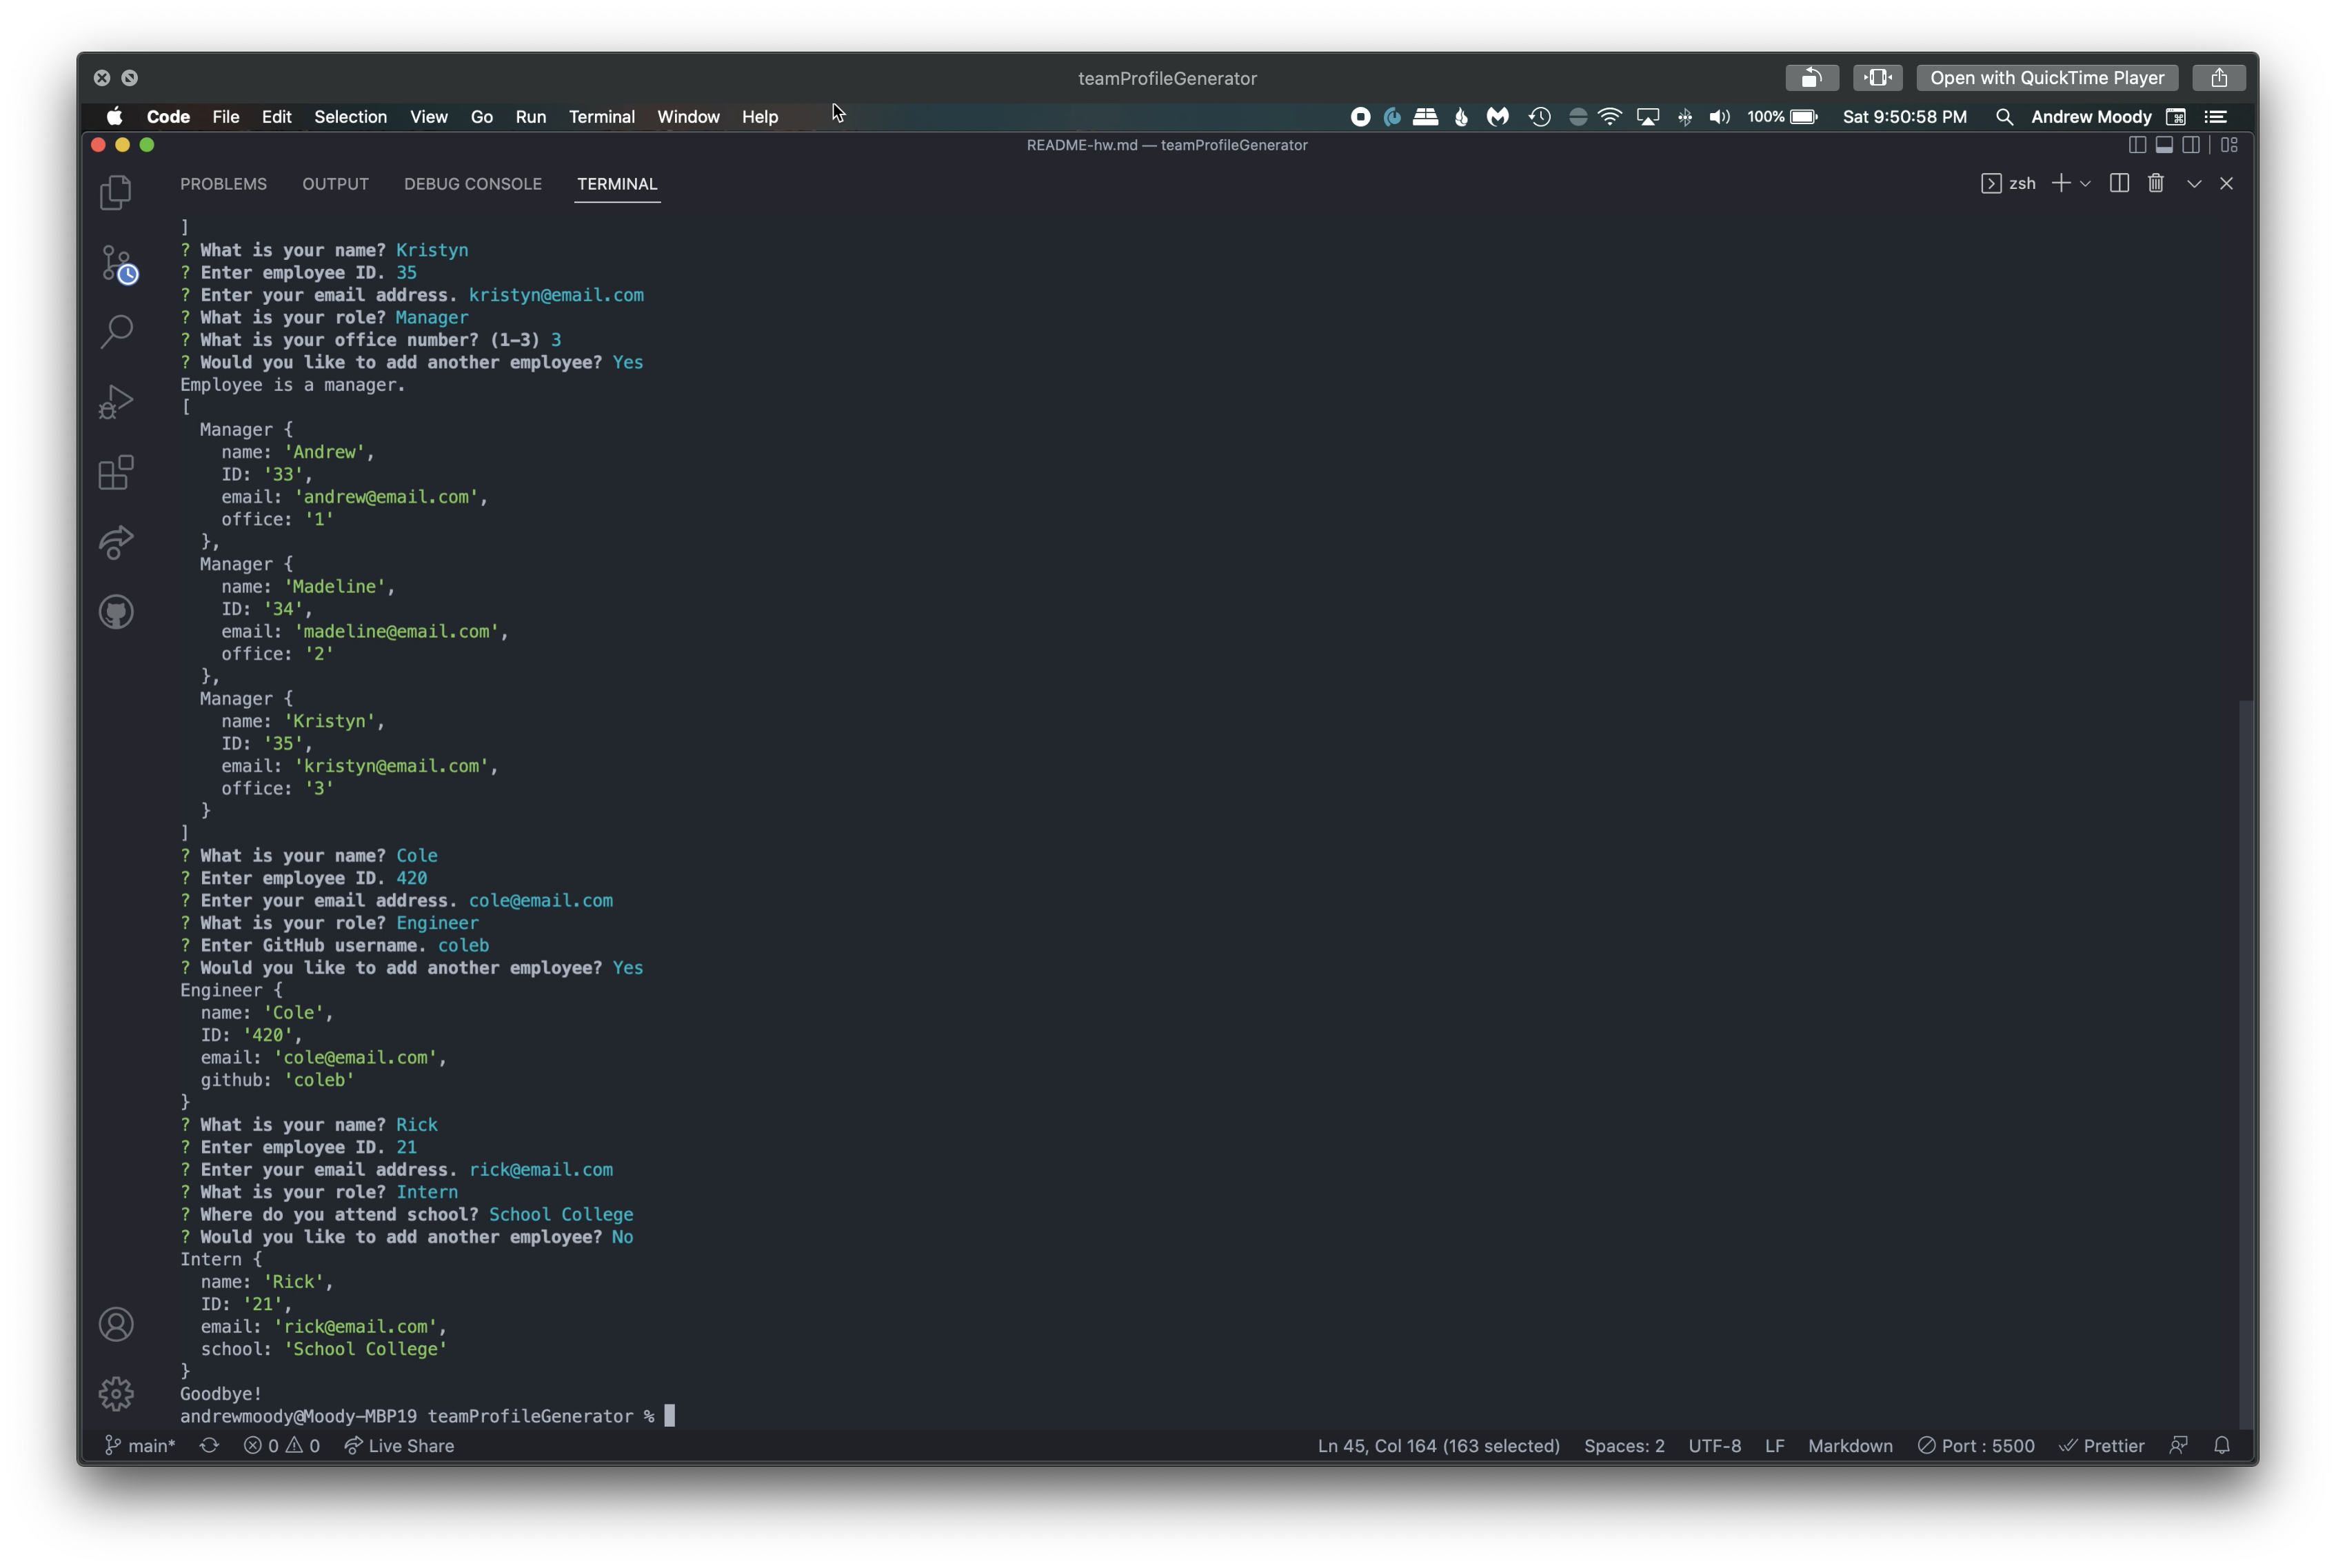 teamProfileGenerator
Open with QuickTime Player
Code File Edit Selection View Go Run Terminal Window Help
100% Sat 9:50:58 PM Andrew Moody
README-hw.md — teamProfileGenerator
PROBLEMS OUTPUT DEBUG CONSOLE TERMINAL
zsh
]
? What is your name? Kristyn
? Enter employee ID. 35
? Enter your email address. kristyn@email.com
? What is your role? Manager
? What is your office number? (1-3) 3
? Would you like to add another employee? Yes
Employee is a manager.
[
  Manager {
    name: 'Andrew',
    ID: '33',
    email: 'andrew@email.com',
    office: '1'
  },
  Manager {
    name: 'Madeline',
    ID: '34',
    email: 'madeline@email.com',
    office: '2'
  },
  Manager {
    name: 'Kristyn',
    ID: '35',
    email: 'kristyn@email.com',
    office: '3'
  }
]
? What is your name? Cole
? Enter employee ID. 420
? Enter your email address. cole@email.com
? What is your role? Engineer
? Enter GitHub username. coleb
? Would you like to add another employee? Yes
Engineer {
  name: 'Cole',
  ID: '420',
  email: 'cole@email.com',
  github: 'coleb'
}
? What is your name? Rick
? Enter employee ID. 21
? Enter your email address. rick@email.com
? What is your role? Intern
? Where do you attend school? School College
? Would you like to add another employee? No
Intern {
  name: 'Rick',
  ID: '21',
  email: 'rick@email.com',
  school: 'School College'
}
Goodbye!
andrewmoody@Moody-MBP19 teamProfileGenerator %
main* 0 0 Live Share Ln 45, Col 164 (163 selected) Spaces: 2 UTF-8 LF Markdown Port : 5500 Prettier